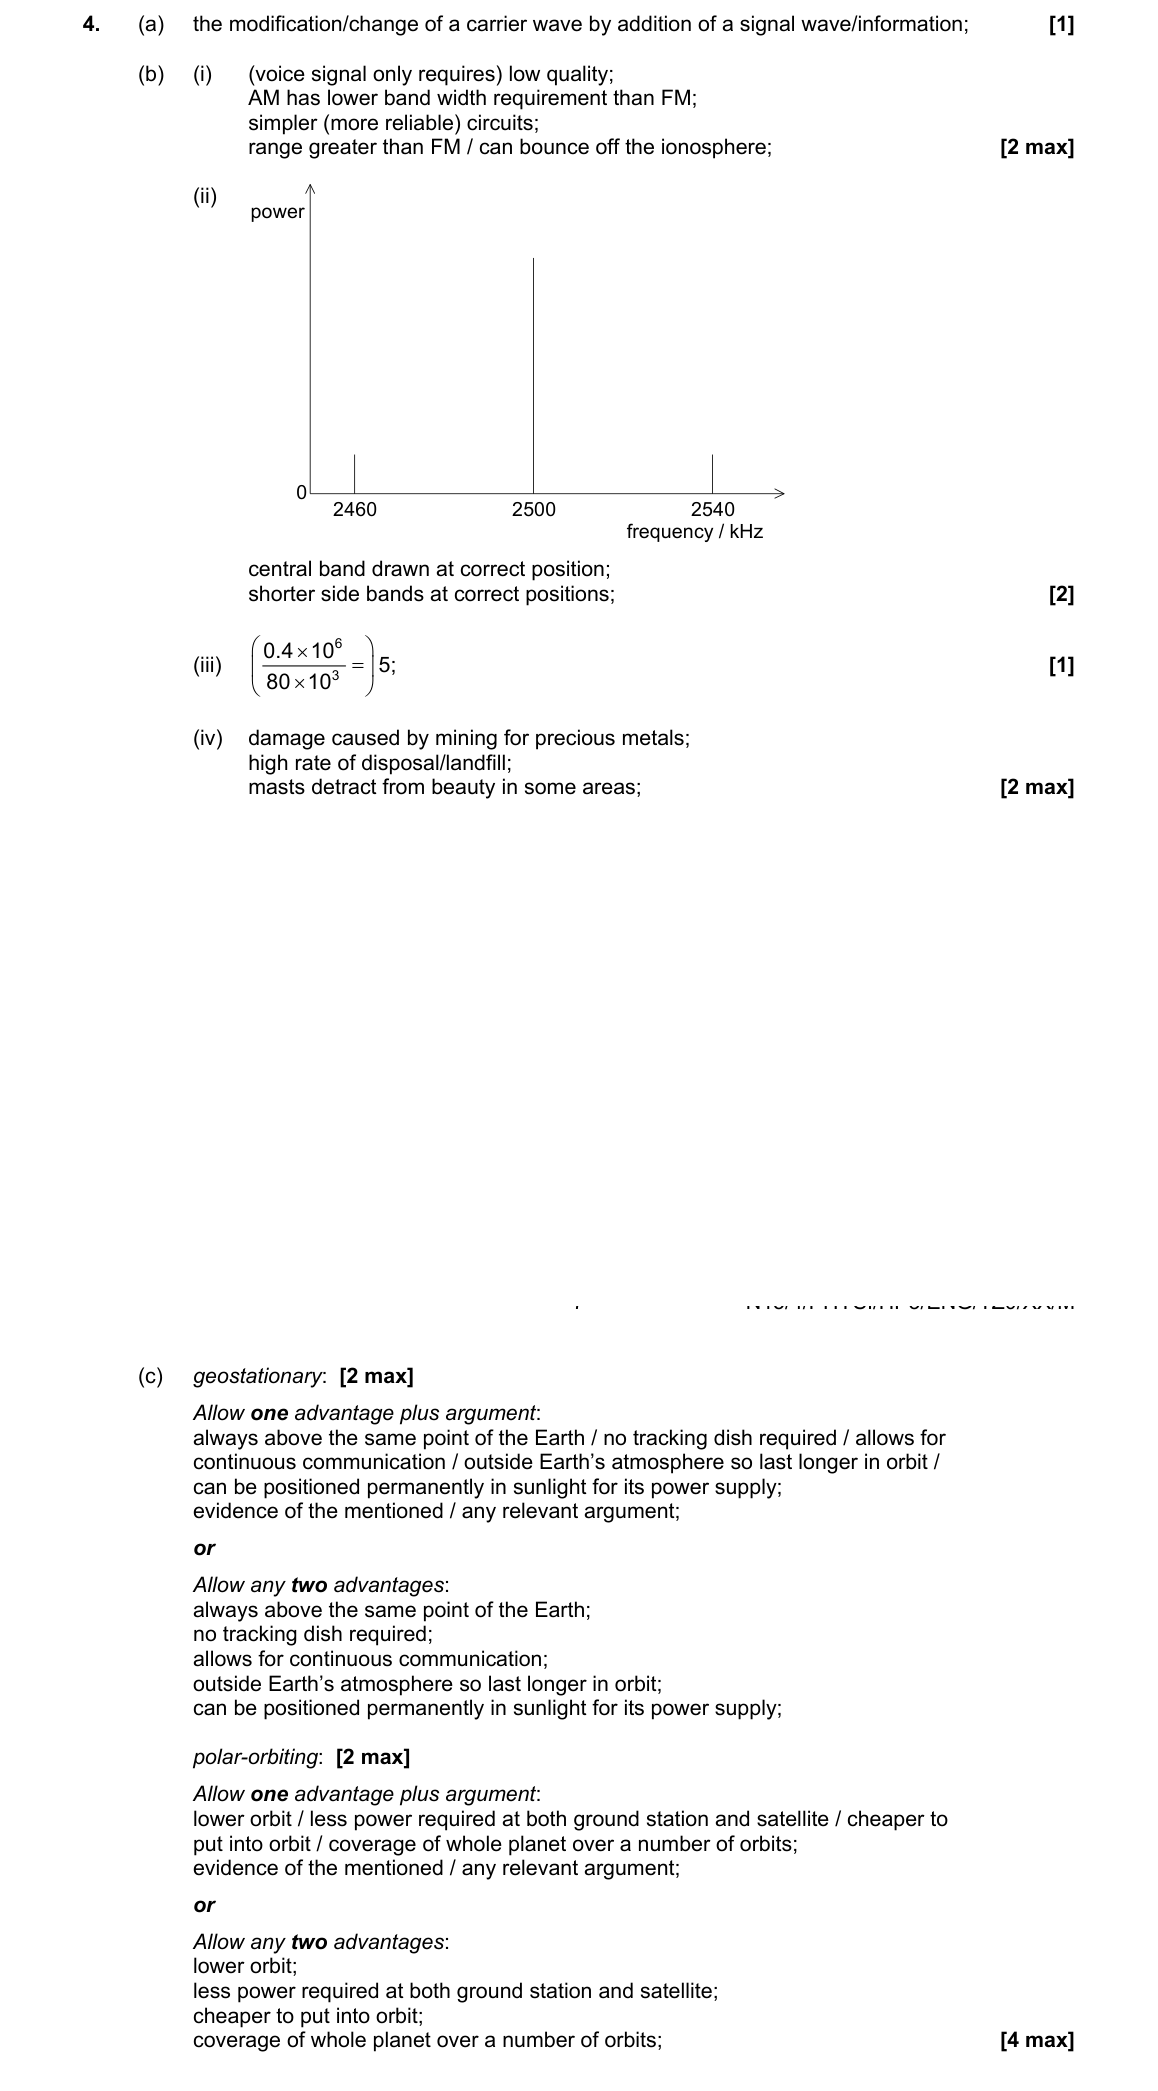 4. (a) the modification/change of a carrier wave by addition of a signal wave/information; [1]
(b) (i) (voice signal only requires) low quality;
AM has lower band width requirement than FM;
simpler (more reliable) circuits;
range greater than FM / can bounce off the ionosphere; [2 max]
(ii)
power
0
2460 2500 2540
frequency / kHz
central band drawn at correct position;
shorter side bands at correct positions; [2]
(iii) (0.4×10⁶ / 80×10³ =) 5; [1]
(iv) damage caused by mining for precious metals;
high rate of disposal/landfill;
masts detract from beauty in some areas; [2 max]
(c) geostationary: [2 max]
Allow one advantage plus argument:
always above the same point of the Earth / no tracking dish required / allows for
continuous communication / outside Earth’s atmosphere so last longer in orbit /
can be positioned permanently in sunlight for its power supply;
evidence of the mentioned / any relevant argument;
or
Allow any two advantages:
always above the same point of the Earth;
no tracking dish required;
allows for continuous communication;
outside Earth’s atmosphere so last longer in orbit;
can be positioned permanently in sunlight for its power supply;
polar-orbiting: [2 max]
Allow one advantage plus argument:
lower orbit / less power required at both ground station and satellite / cheaper to
put into orbit / coverage of whole planet over a number of orbits;
evidence of the mentioned / any relevant argument;
or
Allow any two advantages:
lower orbit;
less power required at both ground station and satellite;
cheaper to put into orbit;
coverage of whole planet over a number of orbits; [4 max]